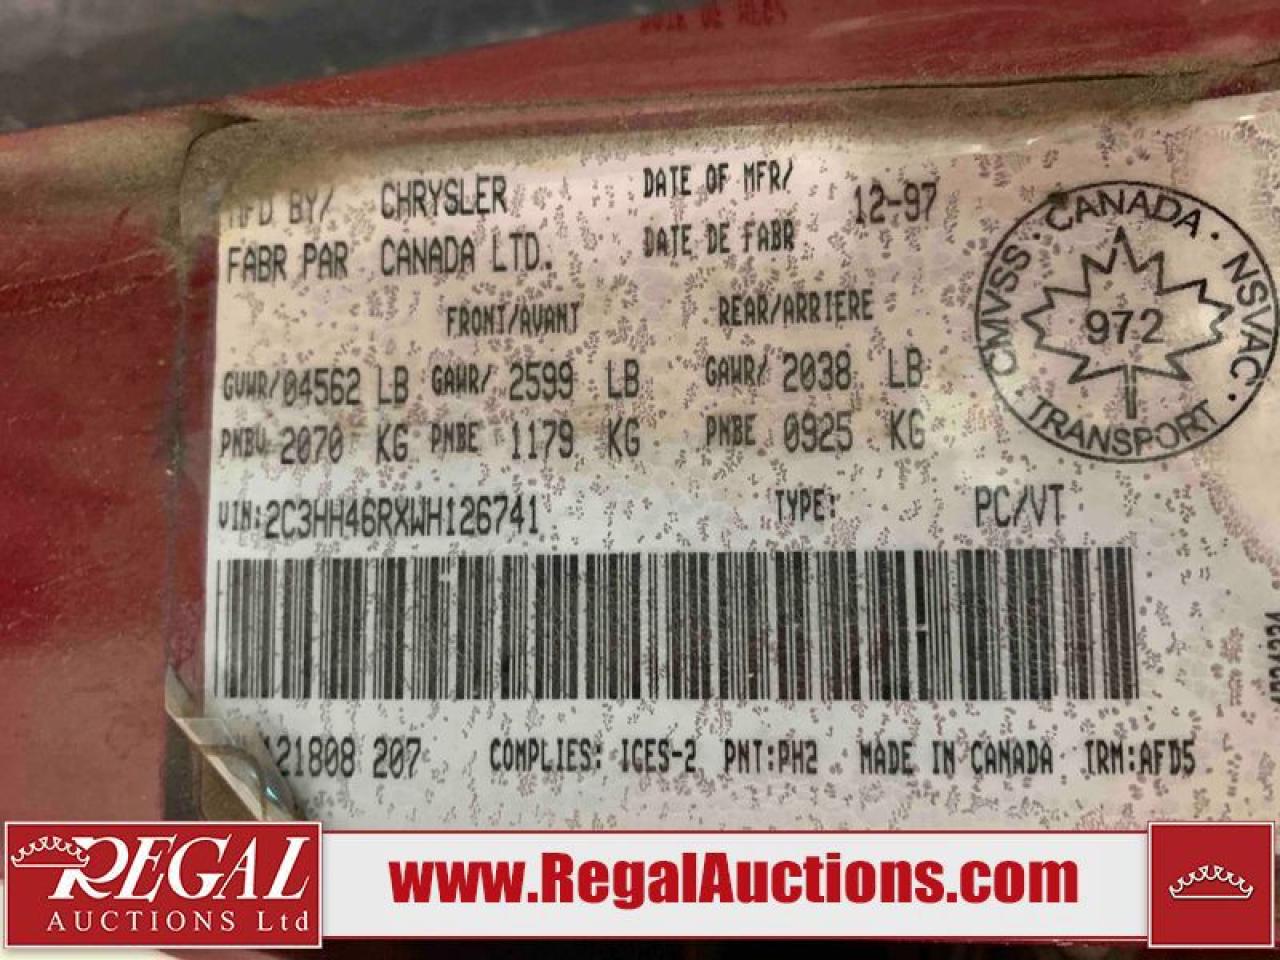 MFD BY/ CHRYSLER DATE OF MFR/ 12-97
FABR PAR CANADA LTD. DATE DE FABR
FRONT/AVANT REAR/ARRIERE
GVWR/04562 LB GAWR/ 2599 LB GAWR/ 2038 LB
PNBV 2070 KG PNBE 1179 KG PNBE 0925 KG
CANADA · NSVAC · TRANSPORT · CMVSS ·
972
VIN:2C3HH46RXWH126741 TYPE: PC/VT
121808 207 COMPLIES: ICES-2 PNT:PH2 MADE IN CANADA TRM:AFD5
REGAL
AUCTIONS Ltd
www.RegalAuctions.com